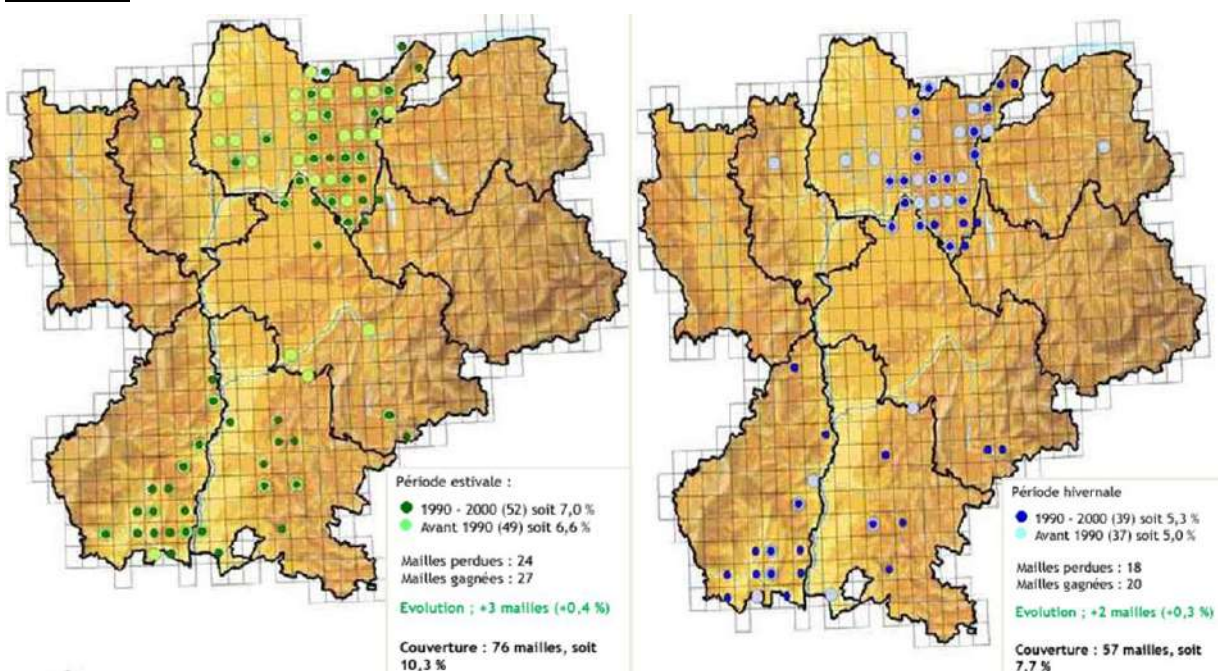 Période estivale :
1990 - 2000 (52) soit 7,0 %
Avant 1990 (49) soit 6,6 %
Mailles perdues : 24
Mailles gagnées : 27
Evolution ; +3 mailles (+0,4 %)
Couverture : 76 mailles, soit
10,3 %
Période hivernale
1990 - 2000 (39) soit 5,3 %
Avant 1990 (37) soit 5,0 %
Mailles perdues : 18
Mailles gagnées : 20
Evolution : +2 mailles (+0,3 %)
Couverture : 57 mailles, soit
7,7 %